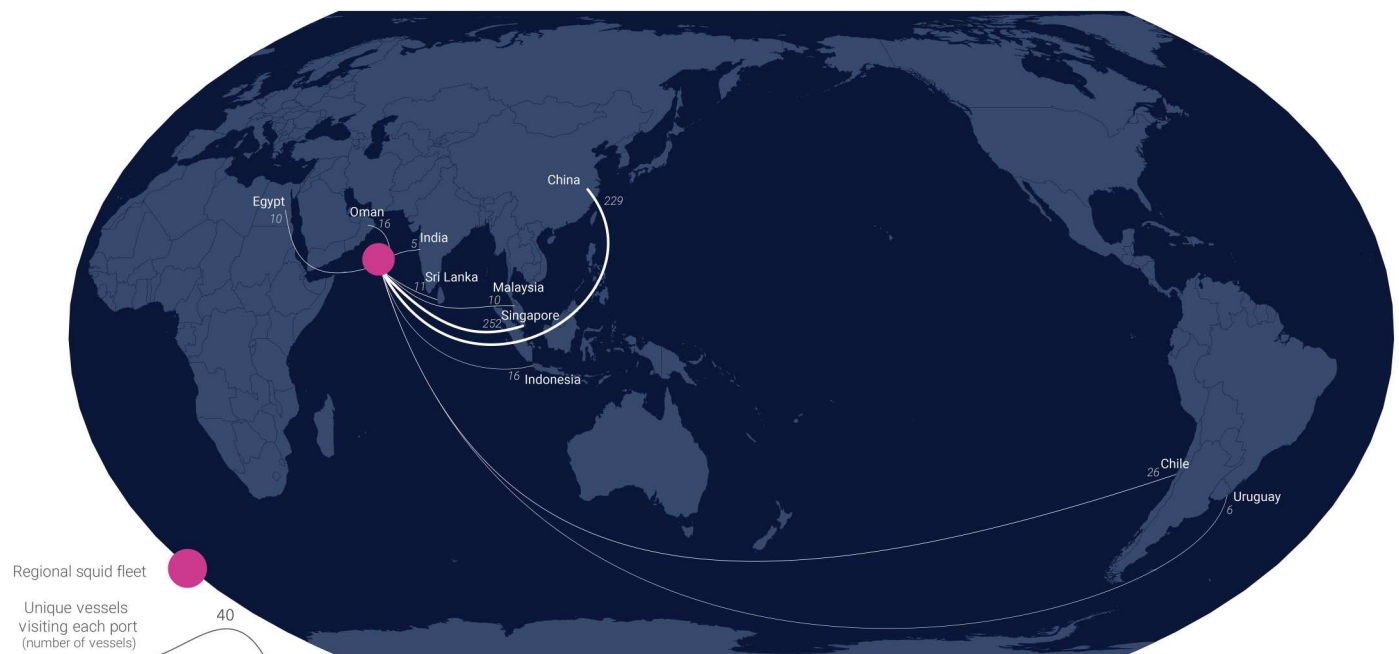 China
229
Egypt
10
Oman
16
India
5
Sri Lanka
11
Malaysia
10
Singapore
252
Indonesia
16
Chile
26
Uruguay
6
Regional squid fleet
Unique vessels
visiting each port
(number of vessels)
40